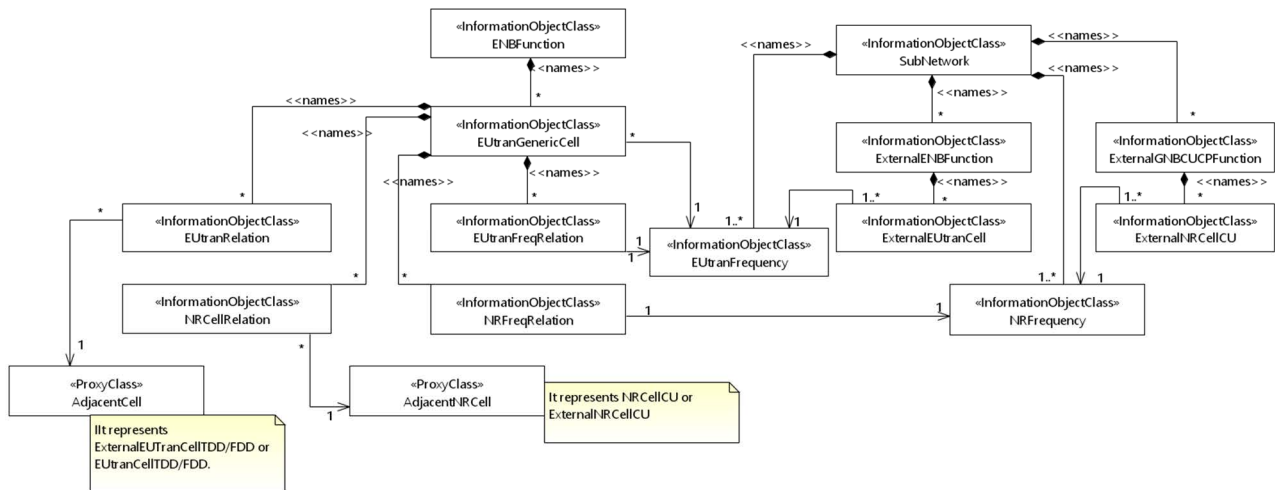 «InformationObjectClass»
ENBFunction
<<names>>
*
«InformationObjectClass»
SubNetwork
<<names>>
<<names>>
<<names>>
*
*
<<names>>
<<names>>
<<names>>
«InformationObjectClass»
EUtranGenericCell
*
<<names>>
*
«InformationObjectClass»
ExternalENBFunction
<<names>>
*
«InformationObjectClass»
ExternalGNBCUCPFunction
<<names>>
*
*
«InformationObjectClass»
EUtranRelation
*
«InformationObjectClass»
EUtranFreqRelation
1
1
1
1..*
1
1..*
«InformationObjectClass»
EUtranFrequency
«InformationObjectClass»
ExternalEUtranCell
1..*
«InformationObjectClass»
ExternalNRCellCU
*
*
1..*
1
«InformationObjectClass»
NRCellRelation
«InformationObjectClass»
NRFreqRelation
1
1
«InformationObjectClass»
NRFrequency
1
*
1
«ProxyClass»
AdjacentCell
IIt represents
ExternalEUTranCellTDD/FDD or
EUtranCellTDD/FDD.
«ProxyClass»
AdjacentNRCell
It represents NRCellCU or
ExternalNRCellCU